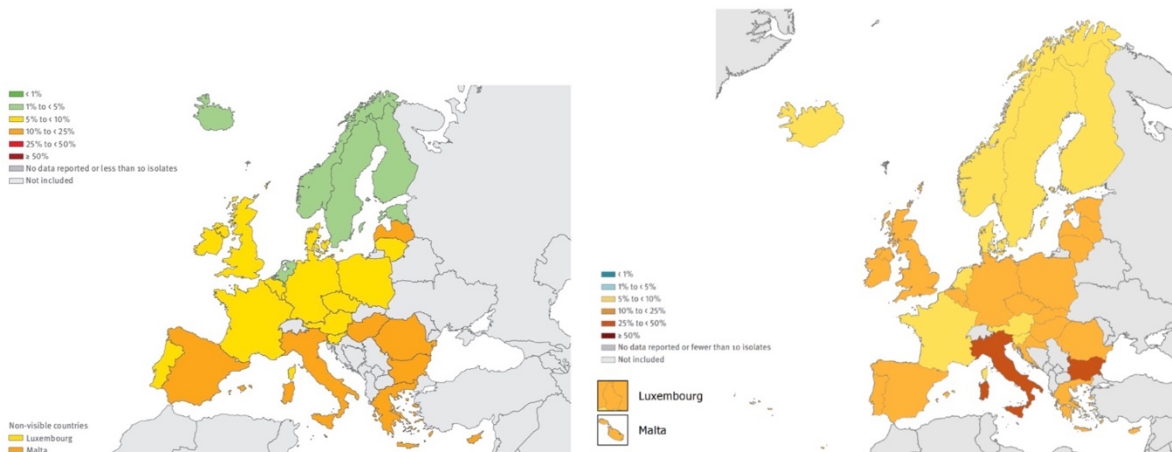 < 1%
1% to < 5%
5% to < 10%
10% to < 25%
25% to < 50%
≥ 50%
No data reported or less than 10 isolates
Not included
Non-visible countries
Luxembourg
Malta
< 1%
1% to < 5%
5% to < 10%
10% to < 25%
25% to < 50%
≥ 50%
No data reported or fewer than 10 isolates
Not included
Luxembourg
Malta